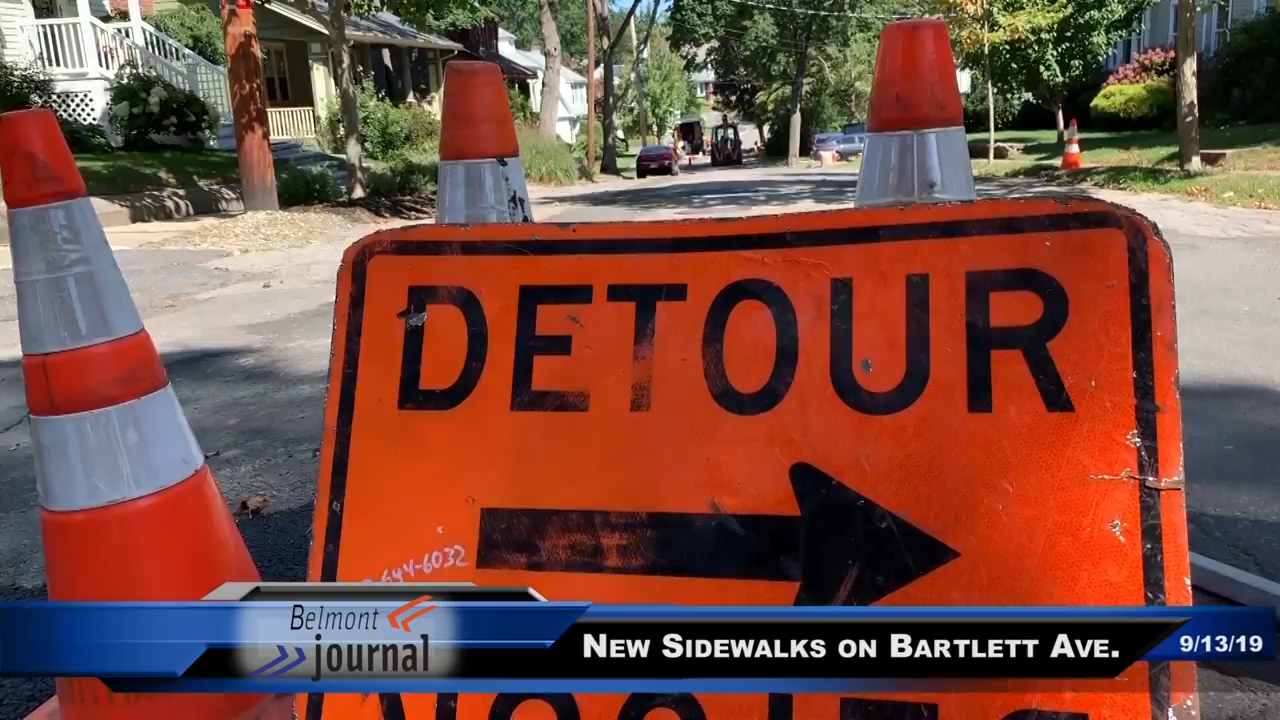 DETOUR
644-6032
Belmont
journal
NEW SIDEWALKS ON BARTLETT AVE.
9/13/19